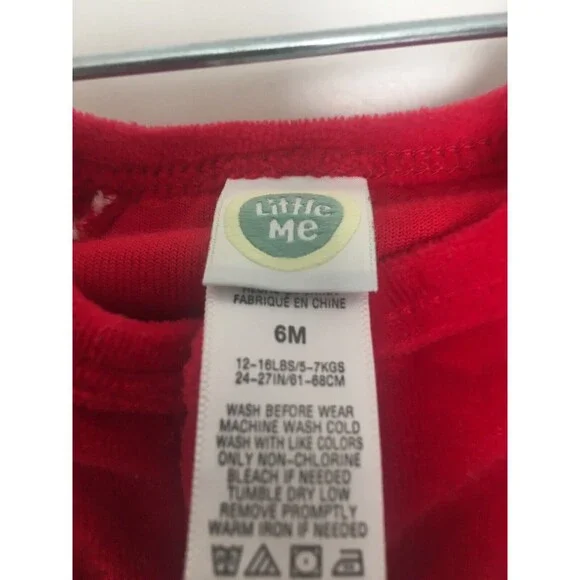 Little
Me
FABRIQUÉ EN CHINE
6M
12-16LBS/5-7KGS
24-27IN/61-68CM
WASH BEFORE WEAR
MACHINE WASH COLD
WASH WITH LIKE COLORS
ONLY NON-CHLORINE
BLEACH IF NEEDED
TUMBLE DRY LOW
REMOVE PROMPTLY
WARM IRON IF NEEDED